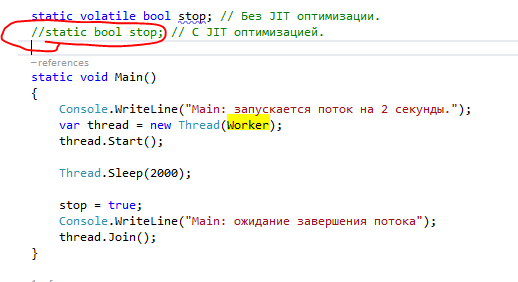 static volatile bool stop; // Без JIT оптимизации.
//static bool stop; // С JIT оптимизацией.
–references
static void Main()
{
Console.WriteLine("Main: запускается поток на 2 секунды.");
var thread = new Thread(Worker);
thread.Start();
Thread.Sleep(2000);
stop = true;
Console.WriteLine("Main: ожидание завершения потока");
thread.Join();
}